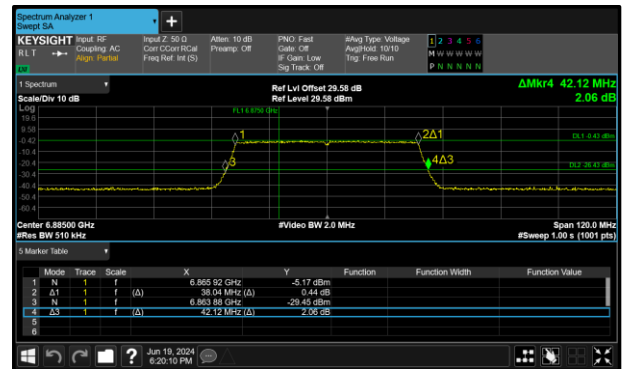 Spectrum Analyzer 1
Swept SA
KEYSIGHT Input: RF Input Z: 50 Ω Atten: 10 dB PNO: Fast #Avg Type: Voltage 1 2 3 4 5 6
RLT Coupling: AC Corr CCorr RCal Preamp: Off Gate: Off Avg|Hold: 10/10 M W W W W W
Align: Partial Freq Ref: Int (S) IF Gain: Low Trig: Free Run
Sig Track: Off P N N N N N
LXI
1 Spectrum Ref Lvl Offset 29.58 dB ΔMkr4 42.12 MHz
Scale/Div 10 dB Ref Level 29.58 dBm 2.06 dB
Log
19.6
9.58
-0.42
-10.4
-20.4
-30.4
-40.4
-50.4
-60.4
FL1 6.8750 GHz
1
2Δ1
DL1 -0.43 dBm
3
4Δ3
DL2 -26.43 dBm
Center 6.88500 GHz #Video BW 2.0 MHz Span 120.0 MHz
#Res BW 510 kHz #Sweep 1.00 s (1001 pts)
5 Marker Table
Mode Trace Scale X Y Function Function Width Function Value
1 N 1 f 6.865 92 GHz -5.17 dBm
2 Δ1 1 f (Δ) 38.04 MHz (Δ) 0.44 dB
3 N 1 f 6.863 88 GHz -29.45 dBm
4 Δ3 1 f (Δ) 42.12 MHz (Δ) 2.06 dB
5
6
? Jun 19, 2024
6:20:10 PM